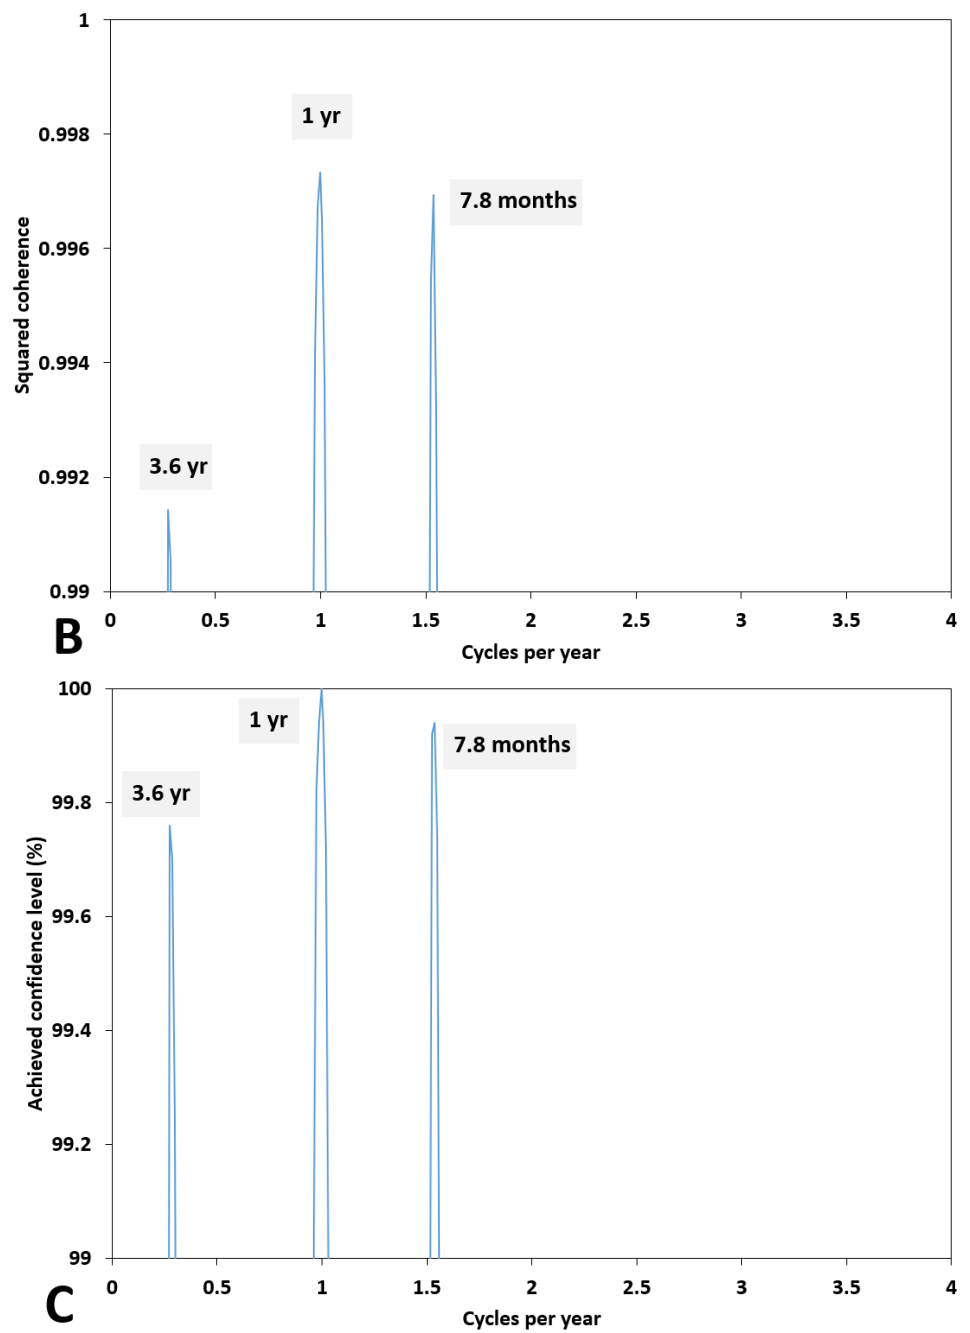 1
0.998
0.996
0.994
0.992
0.99
Squared coherence
1 yr
7.8 months
3.6 yr
0 0.5 1 1.5 2 2.5 3 3.5 4
Cycles per year
B
100
99.8
99.6
99.4
99.2
99
Achieved confidence level (%)
1 yr
7.8 months
3.6 yr
0 0.5 1 1.5 2 2.5 3 3.5 4
Cycles per year
C